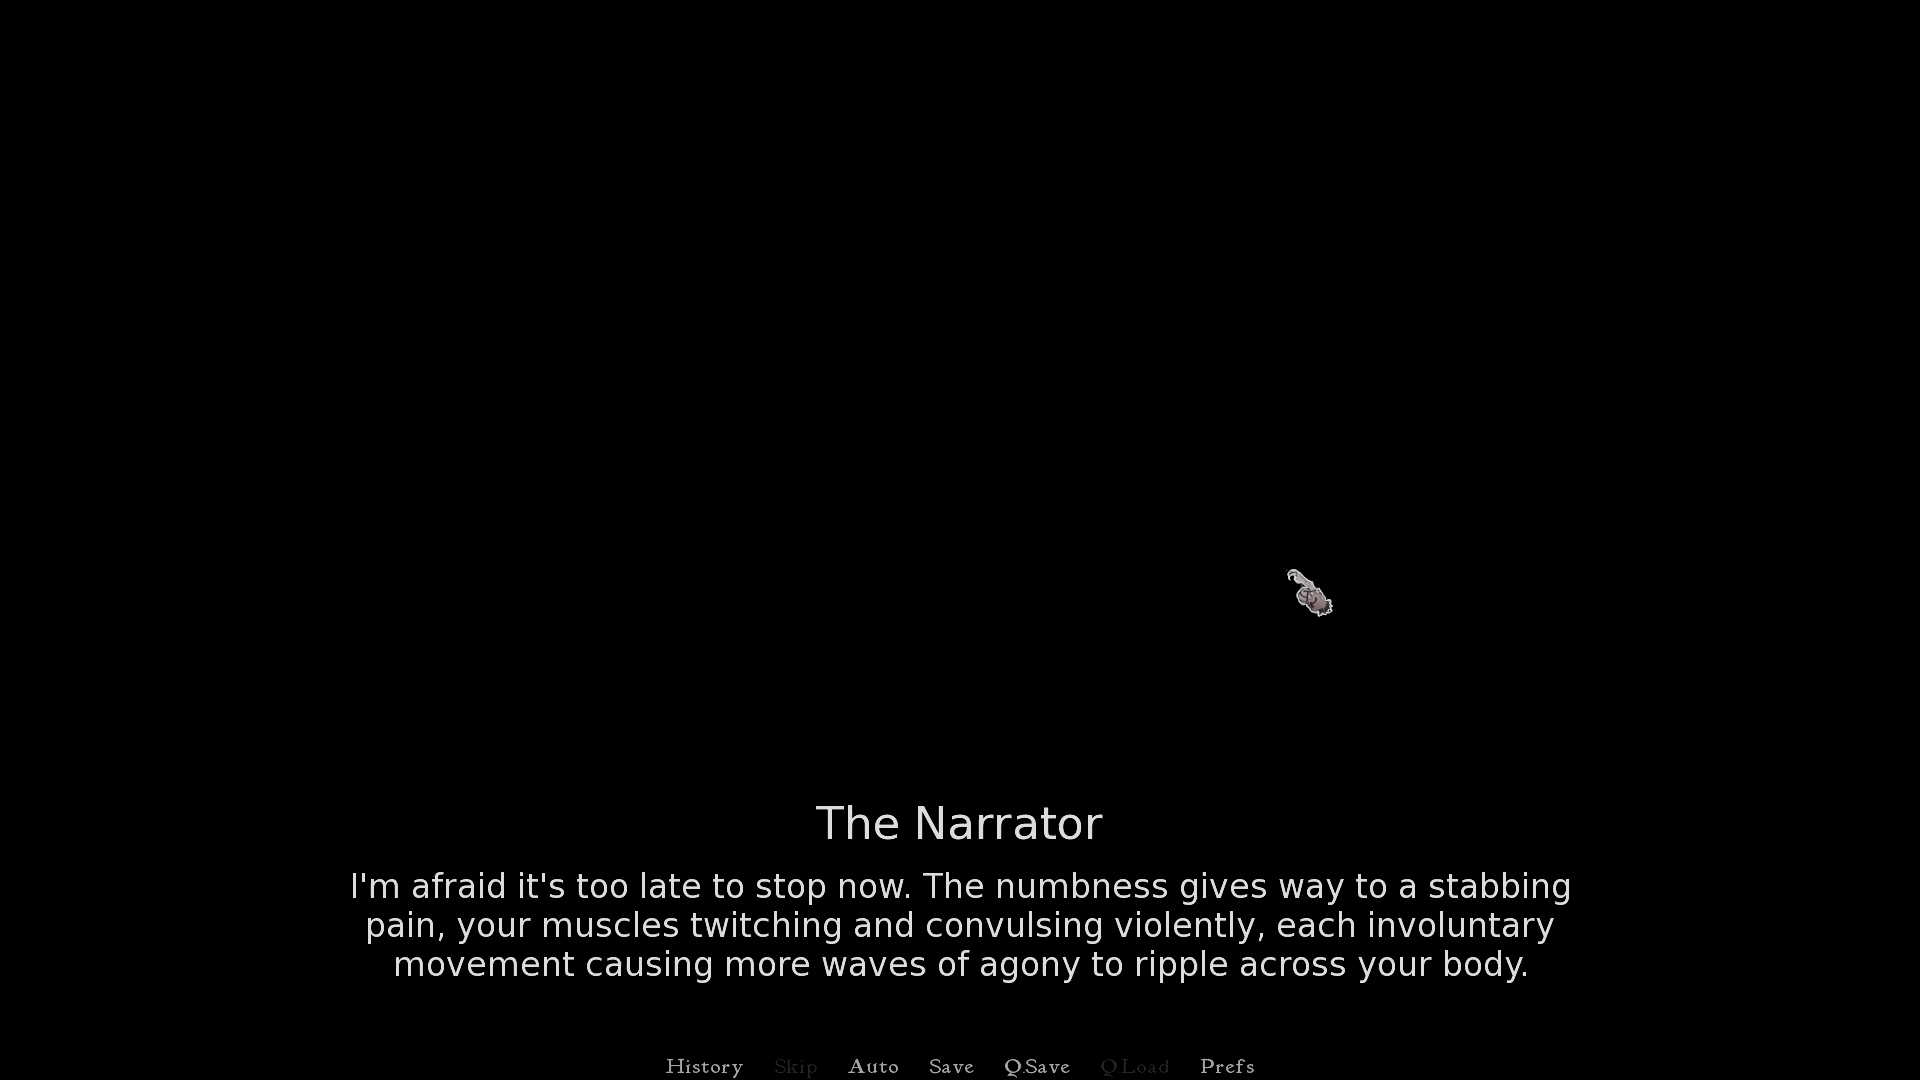 The Narrator
I'm afraid it's too late to stop now. The numbness gives way to a stabbing
pain, your muscles twitching and convulsing violently, each involuntary
movement causing more waves of agony to ripple across your body.
History Skip Auto Save Q.Save Q.Load Prefs